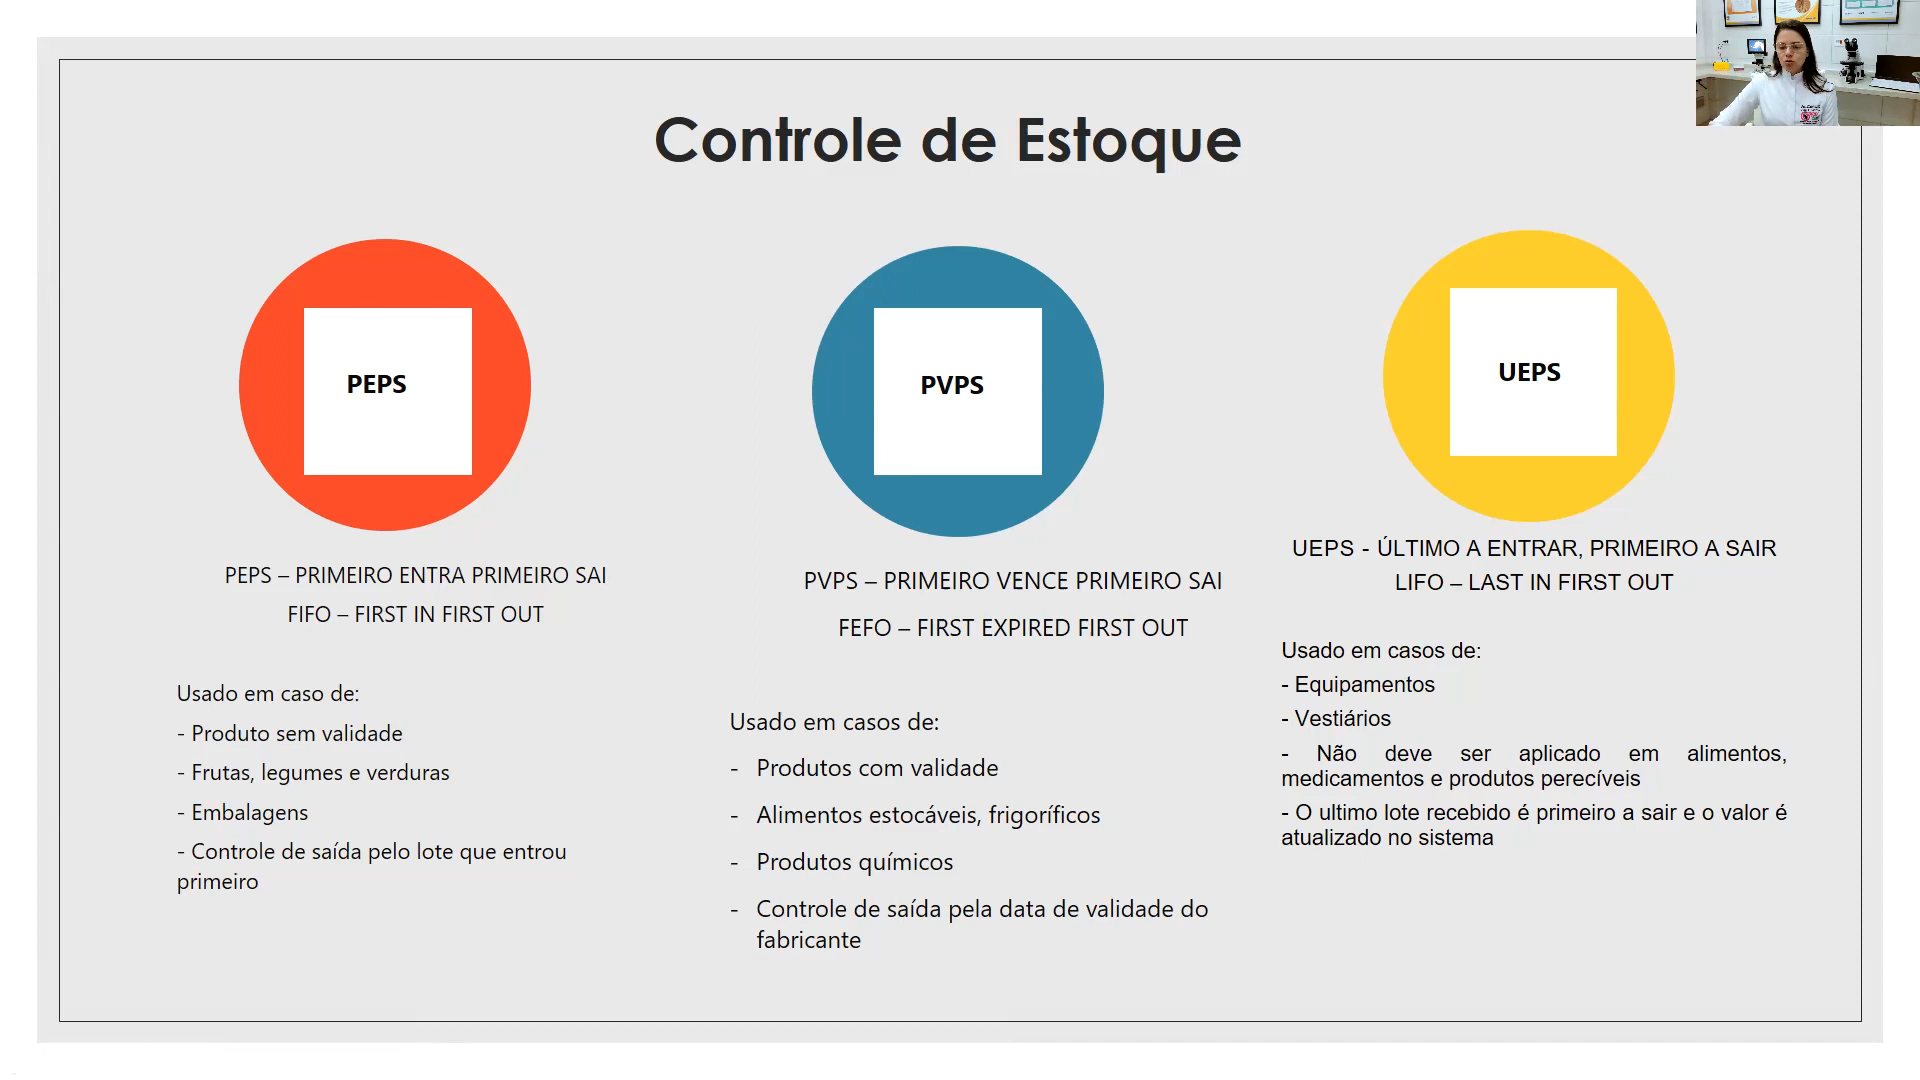 Controle de Estoque
PEPS
PEPS – PRIMEIRO ENTRA PRIMEIRO SAI
FIFO – FIRST IN FIRST OUT
Usado em caso de:
- Produto sem validade
- Frutas, legumes e verduras
- Embalagens
- Controle de saída pelo lote que entrou
primeiro
PVPS
PVPS – PRIMEIRO VENCE PRIMEIRO SAI
FEFO – FIRST EXPIRED FIRST OUT
Usado em casos de:
- Produtos com validade
- Alimentos estocáveis, frigoríficos
- Produtos químicos
- Controle de saída pela data de validade do
fabricante
UEPS
UEPS - ÚLTIMO A ENTRAR, PRIMEIRO A SAIR
LIFO – LAST IN FIRST OUT
Usado em casos de:
- Equipamentos
- Vestiários
- Não deve ser aplicado em alimentos,
medicamentos e produtos perecíveis
- O ultimo lote recebido é primeiro a sair e o valor é
atualizado no sistema